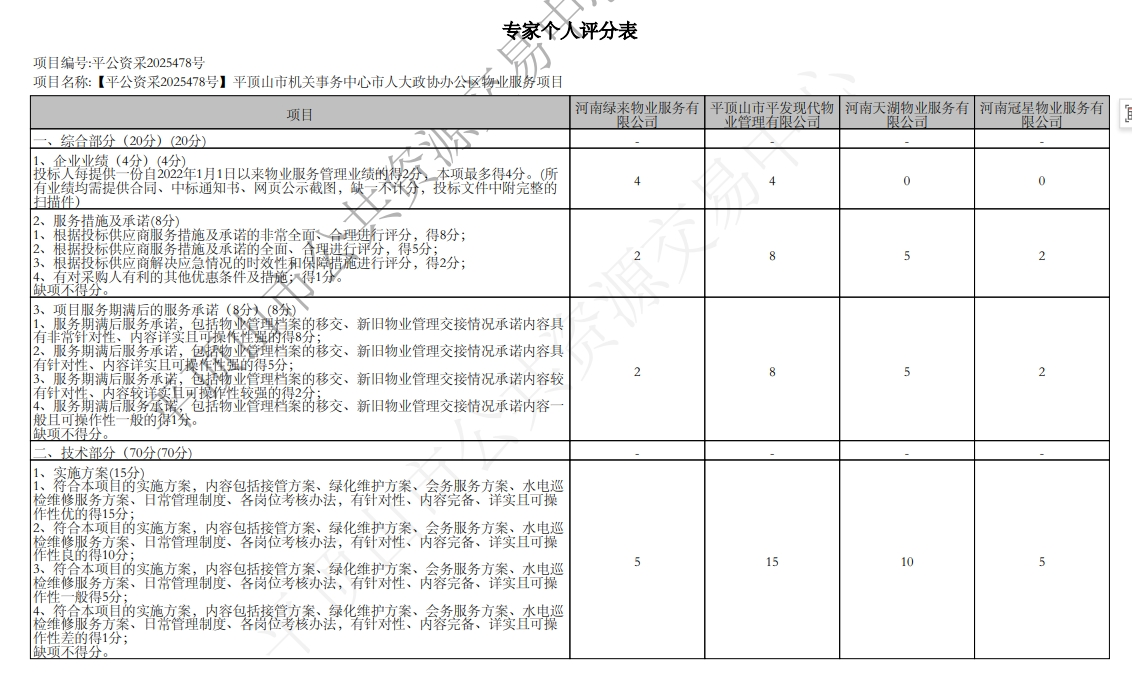 专家个人评分表
项目编号:平公资采2025478号
项目名称:【平公资采2025478号】平顶山市机关事务中心市人大政协办公区物业服务项目
项目
河南绿来物业服务有
限公司
平顶山市平发现代物
业管理有限公司
河南天湖物业服务有
限公司
河南冠星物业服务有
限公司
一、综合部分（20分）(20分)
-
-
-
-
1、企业业绩（4分）(4分)
投标人每提供一份自2022年1月1日以来物业服务管理业绩的得2分，本项最多得4分。(所
有业绩均需提供合同、中标通知书、网页公示截图，缺一不计分，投标文件中附完整的
扫描件)
4
4
0
0
2、服务措施及承诺(8分)
1、根据投标供应商服务措施及承诺的非常全面、合理进行评分，得8分；
2、根据投标供应商服务措施及承诺的全面、合理进行评分，得5分；
3、根据投标供应商解决应急情况的时效性和保障措施进行评分，得2分；
4、有对采购人有利的其他优惠条件及措施；得1分。
缺项不得分。
2
8
5
2
3、项目服务期满后的服务承诺（8分）(8分)
1、服务期满后服务承诺，包括物业管理档案的移交、新旧物业管理交接情况承诺内容具
有非常针对性、内容详实且可操作性强的得8分；
2、服务期满后服务承诺，包括物业管理档案的移交、新旧物业管理交接情况承诺内容具
有针对性、内容详实且可操作性强的得5分；
3、服务期满后服务承诺，包括物业管理档案的移交、新旧物业管理交接情况承诺内容较
有针对性、内容较详实且可操作性较强的得2分；
4、服务期满后服务承诺，包括物业管理档案的移交、新旧物业管理交接情况承诺内容一
般且可操作性一般的得1分。
缺项不得分。
2
8
5
2
二、技术部分（70分(70分)
-
-
-
-
1、实施方案(15分)
1、符合本项目的实施方案，内容包括接管方案、绿化维护方案、会务服务方案、水电巡
检维修服务方案、日常管理制度、各岗位考核办法，有针对性、内容完备、详实且可操
作性优的得15分；
2、符合本项目的实施方案，内容包括接管方案、绿化维护方案、会务服务方案、水电巡
检维修服务方案、日常管理制度、各岗位考核办法，有针对性、内容完备、详实且可操
作性良的得10分；
3、符合本项目的实施方案，内容包括接管方案、绿化维护方案、会务服务方案、水电巡
检维修服务方案、日常管理制度、各岗位考核办法，有针对性、内容完备、详实且可操
作性一般得5分；
4、符合本项目的实施方案，内容包括接管方案、绿化维护方案、会务服务方案、水电巡
检维修服务方案、日常管理制度、各岗位考核办法，有针对性、内容完备、详实且可操
作性差的得1分；
缺项不得分。
5
15
10
5
平顶山市公共资源交易中心
平顶山市公共资源交易中心